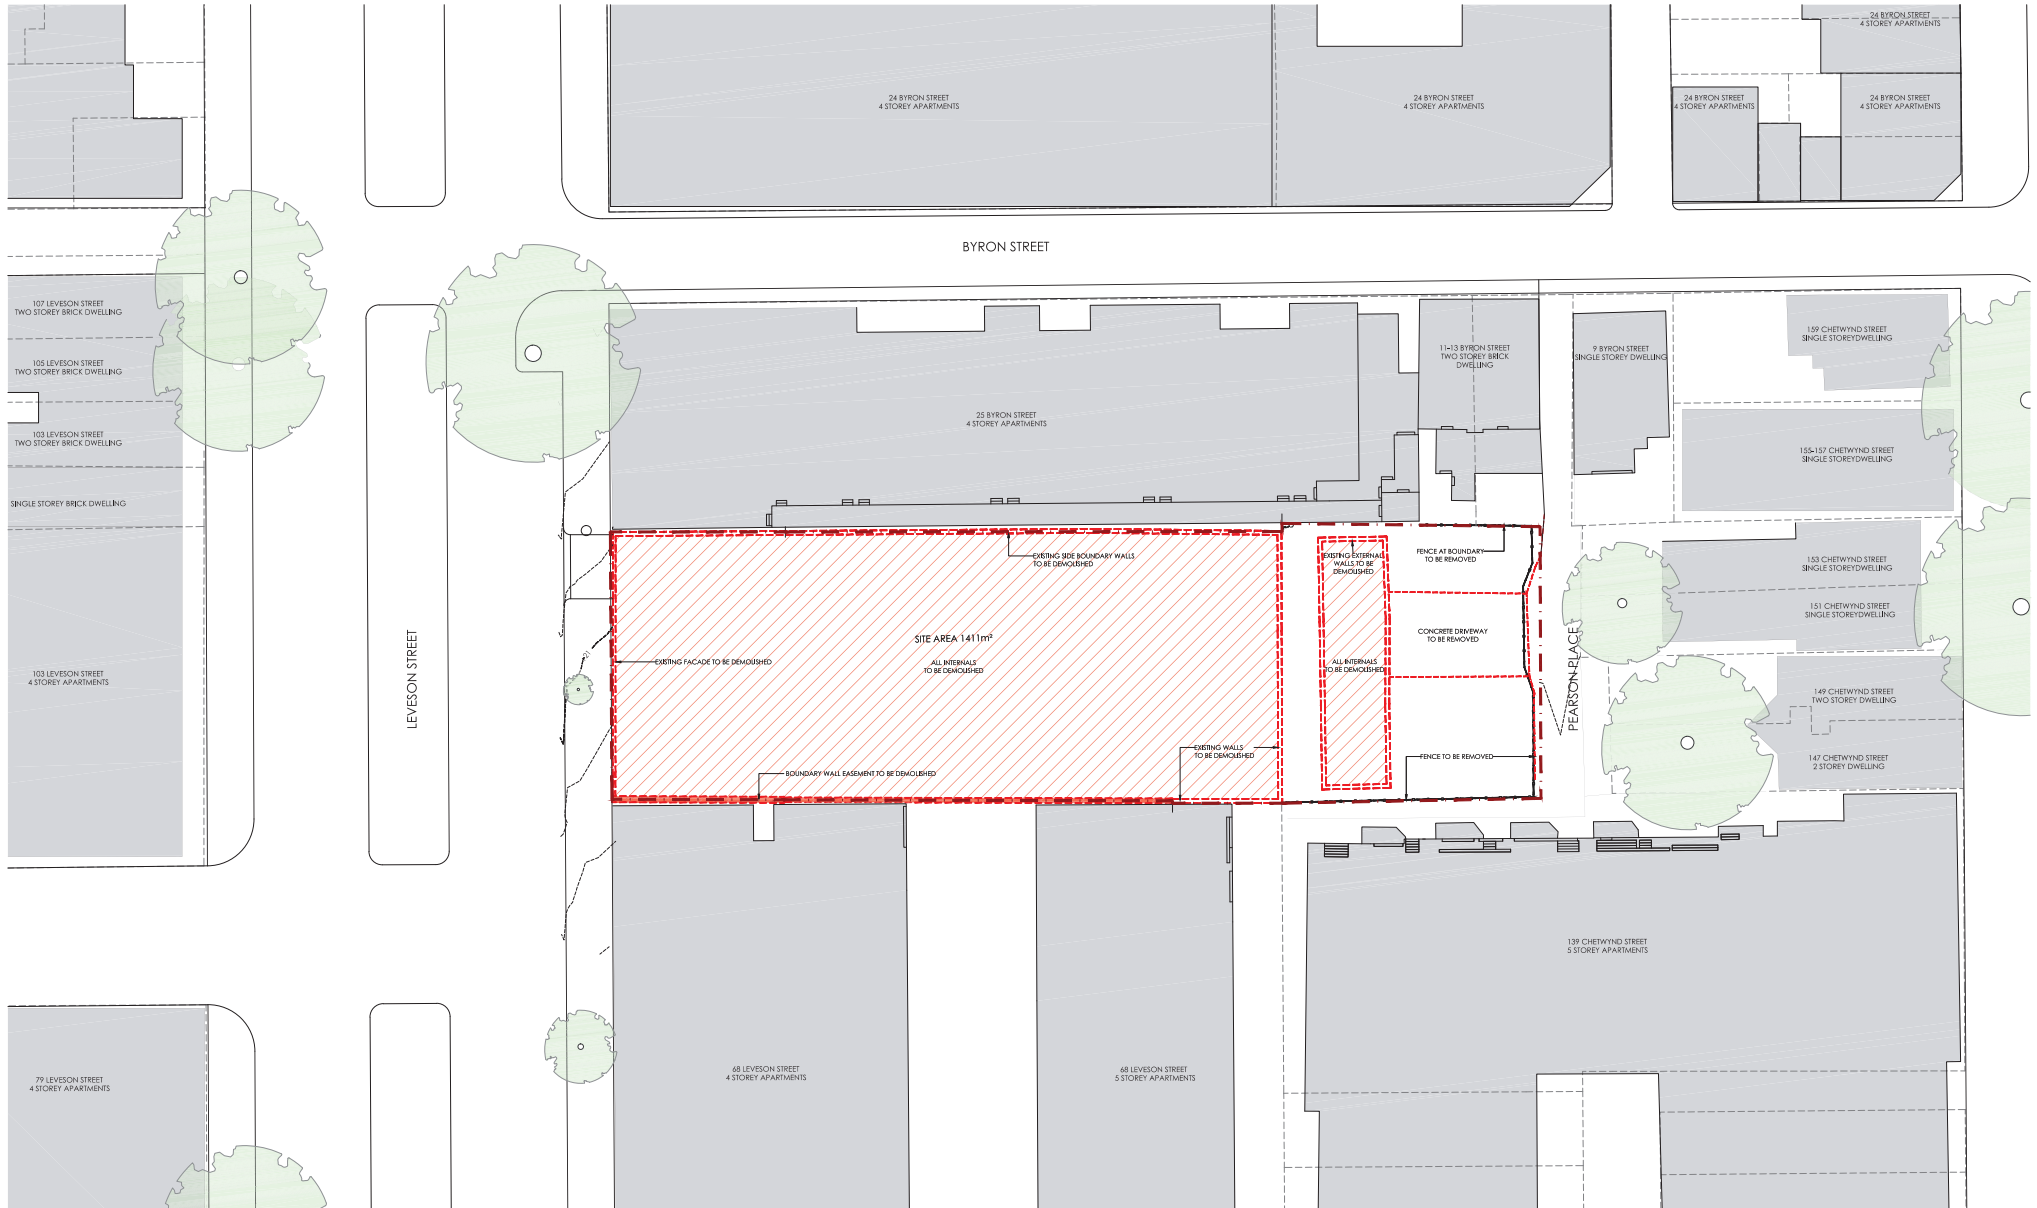 24 BYRON STREET
4 STOREY APARTMENTS
24 BYRON STREET
4 STOREY APARTMENTS
24 BYRON STREET
4 STOREY APARTMENTS
24 BYRON STREET
4 STOREY APARTMENTS
24 BYRON STREET
4 STOREY APARTMENTS
BYRON STREET
107 LEVESON STREET
TWO STOREY BRICK DWELLING
105 LEVESON STREET
TWO STOREY BRICK DWELLING
103 LEVESON STREET
TWO STOREY BRICK DWELLING
SINGLE STOREY BRICK DWELLING
103 LEVESON STREET
4 STOREY APARTMENTS
79 LEVESON STREET
4 STOREY APARTMENTS
LEVESON STREET
25 BYRON STREET
4 STOREY APARTMENTS
11-13 BYRON STREET
TWO STOREY BRICK
DWELLING
9 BYRON STREET
SINGLE STOREY DWELLING
159 CHETWYND STREET
SINGLE STOREYDWELLING
155-157 CHETWYND STREET
SINGLE STOREYDWELLING
153 CHETWYND STREET
SINGLE STOREYDWELLING
151 CHETWYND STREET
SINGLE STOREYDWELLING
149 CHETWYND STREET
TWO STOREY DWELLING
147 CHETWYND STREET
2 STOREY DWELLING
PEARSON PLACE
EXISTING SIDE BOUNDARY WALLS
TO BE DEMOLISHED
EXISTING EXTERNAL
WALLS TO BE
DEMOLISHED
FENCE AT BOUNDARY
TO BE REMOVED
SITE AREA 1411m²
ALL INTERNALS
TO BE DEMOLISHED
EXISTING FACADE TO BE DEMOLISHED
ALL INTERNALS
TO BE DEMOLISHED
CONCRETE DRIVEWAY
TO BE REMOVED
EXISTING WALLS
TO BE DEMOLISHED
FENCE TO BE REMOVED
BOUNDARY WALL EASEMENT TO BE DEMOLISHED
68 LEVESON STREET
4 STOREY APARTMENTS
68 LEVESON STREET
5 STOREY APARTMENTS
139 CHETWYND STREET
5 STOREY APARTMENTS